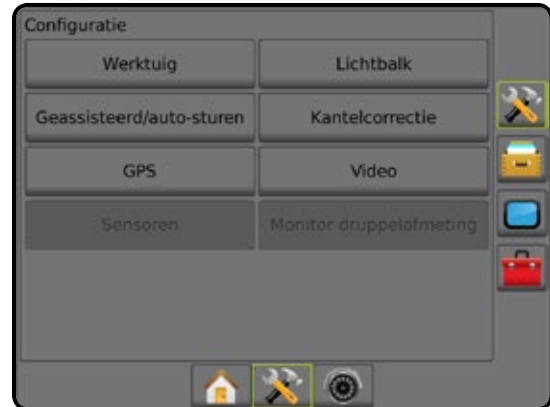 Configuratie
Werktuig
Lichtbalk
Geassisteerd/auto-sturen
Kantelcorrectie
GPS
Video
Sensoren
Monitor druppelafmeting